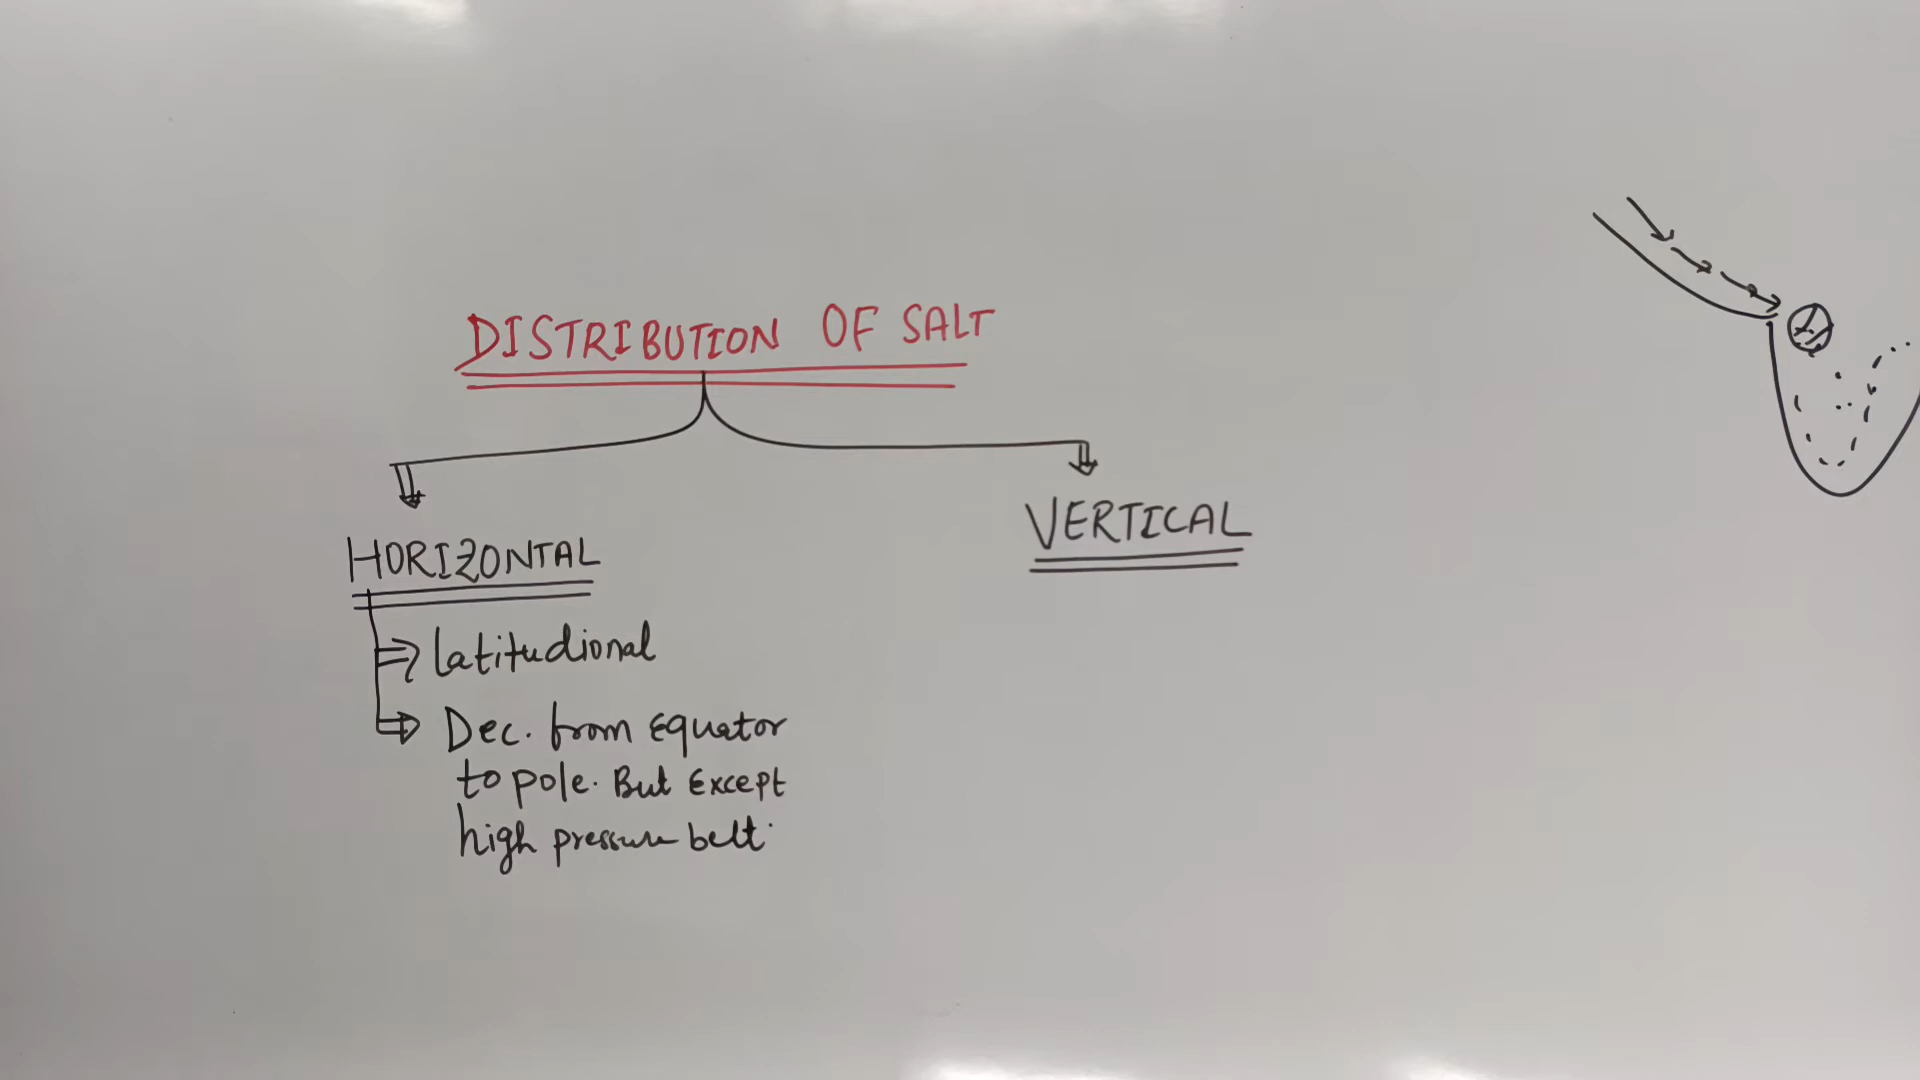 DISTRIBUTION OF SALT
HORIZONTAL
VERTICAL
Latitudional
Dec. from Equator
to pole. But Except
high pressure belt.